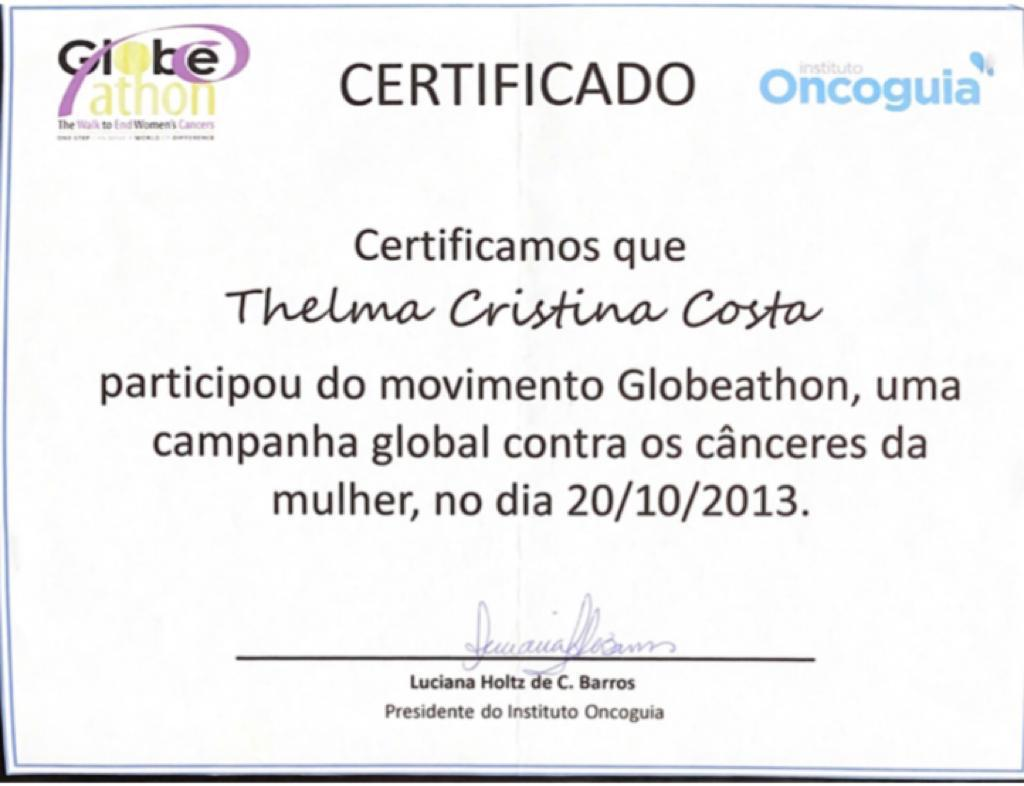 Globe
athon
The Walk to End Women's Cancers
CERTIFICADO
instituto
Oncoguia
Certificamos que
Thelma Cristina Costa
participou do movimento Globeathon, uma
campanha global contra os cânceres da
mulher, no dia 20/10/2013.
Luciana Holtz de C. Barros
Presidente do Instituto Oncoguia